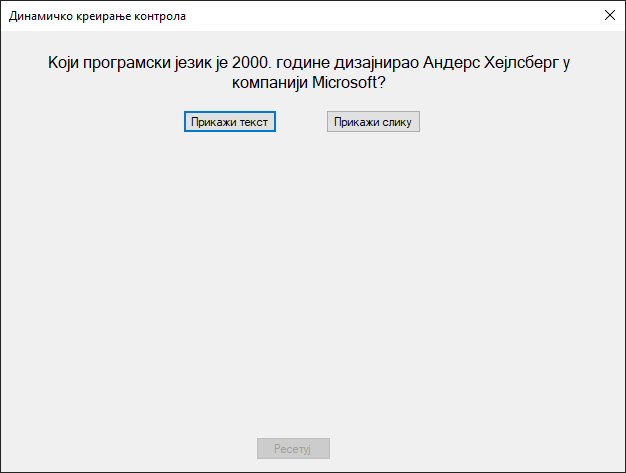 Динамичко креирање контрола
Који програмски језик је 2000. године дизајнирао Андерс Хејлсберг у
компанији Microsoft?
Прикажи текст Прикажи слику
Ресетуј